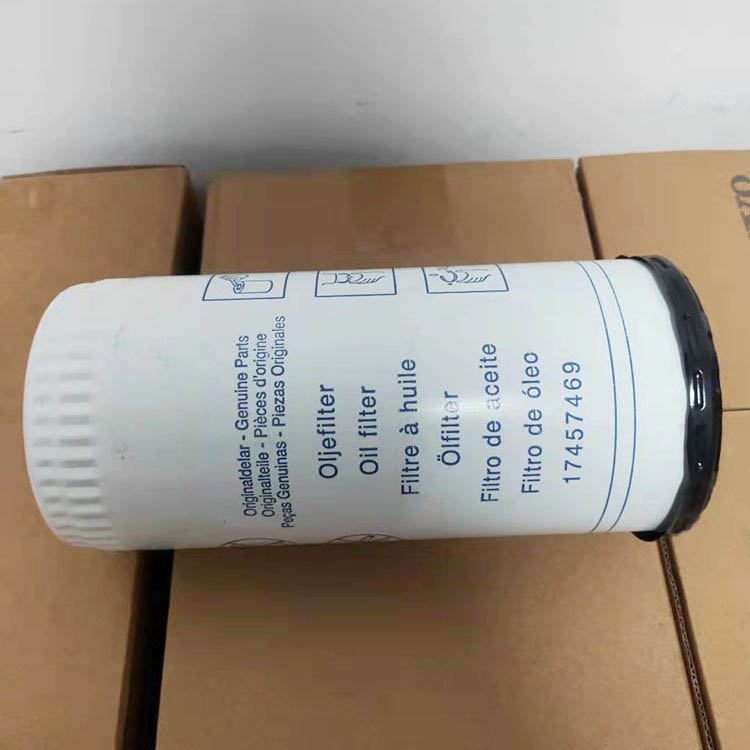 Originaldelar - Genuine Parts
Originalteile - Pièces d'origine
Peças Genuinas - Piezas Originales
Oljefilter
Oil filter
Filtre à huile
Ölfilter
Filtro de aceite
Filtro de óleo
17457469